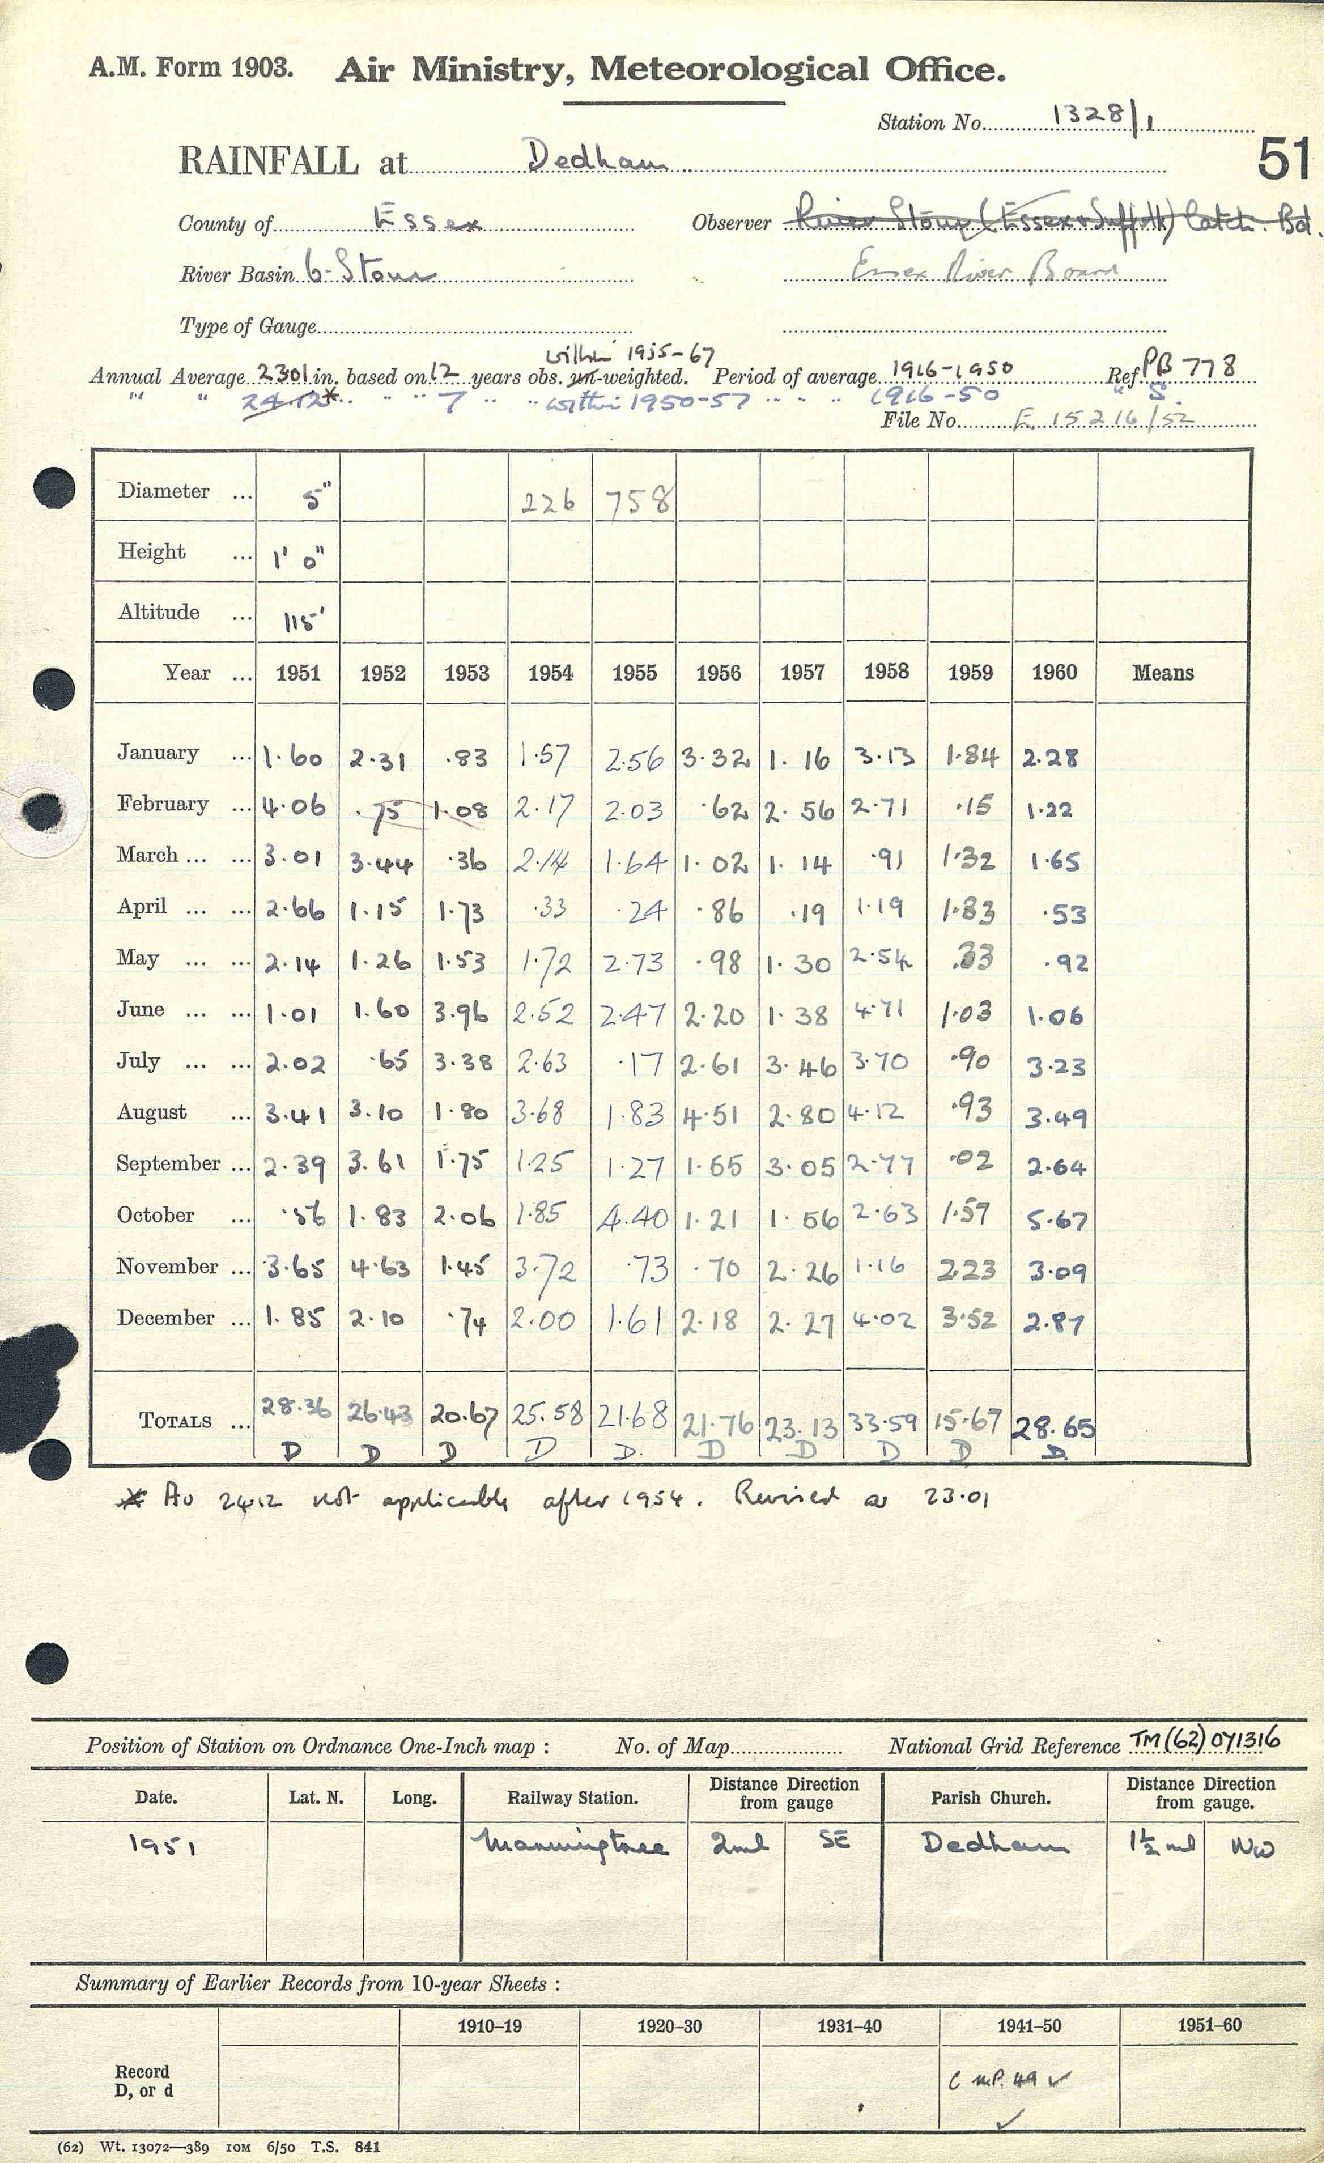 A.M. Form 1903. Air Ministry, Meteorological Office.
Station No. 1328/1
51
RAINFALL at Dedham
County of Essex Observer River Stour (Essex & Suffolk) Catch. Bd.
River Basin 6. Stour Essex River Board
Type of Gauge
within 1935-67
Annual Average 2301 in. based on 12 years obs. un-weighted. Period of average 1916-1950 Ref. PB 778
" " 24.12* " " 7 " " within 1950-57 " " " 1916-50 " S.
File No. E 15216/52
Diameter ... 5" 226 758
Height ... 1' 0"
Altitude ... 115'
Year ... 1951 1952 1953 1954 1955 1956 1957 1958 1959 1960 Means
January ... 1.60 2.31 .83 1.57 2.56 3.32 1.16 3.13 1.84 2.28
February ... 4.06 .75 1.08 2.17 2.03 .62 2.56 2.71 .15 1.22
March ... ... 3.01 3.44 .36 2.14 1.64 1.02 1.14 .91 1.32 1.65
April ... ... 2.66 1.15 1.73 .33 .24 .86 .19 1.19 1.83 .53
May ... ... 2.14 1.26 1.53 1.72 2.73 .98 1.30 2.54 .33 .92
June ... ... 1.01 1.60 3.96 2.52 2.47 2.20 1.38 4.71 1.03 1.06
July ... ... 2.02 .65 3.38 2.63 .17 2.61 3.46 3.70 .90 3.23
August ... 3.41 3.10 1.80 3.68 1.83 4.51 2.80 4.12 .93 3.49
September ... 2.39 3.61 1.75 1.25 1.27 1.55 3.05 2.77 .02 2.64
October ... .56 1.83 2.06 1.85 4.40 1.21 1.56 2.63 1.57 5.67
November ... 3.65 4.63 1.45 3.72 .73 .70 2.26 1.16 2.23 3.09
December ... 1.85 2.10 .74 2.00 1.61 2.18 2.27 4.02 3.52 2.87
TOTALS ... 28.36 26.43 20.67 25.58 21.68 21.76 23.13 33.59 15.67 28.65
D D D D D. D D D D D
* Av 24.12 not applicable after 1954. Revised as 23.01
Position of Station on Ordnance One-Inch map : No. of Map National Grid Reference TM (62) 071316
Date. Lat. N. Long. Railway Station. Distance Direction from gauge Parish Church. Distance Direction from gauge.
1951 Manningtree 2ml SE Dedham 1½ ml NW
Summary of Earlier Records from 10-year Sheets :
1910–19 1920–30 1931–40 1941–50 1951–60
Record
D, or d
49 ✓
✓
(62) Wt. 13072—389 IOM 6/50 T.S. 841